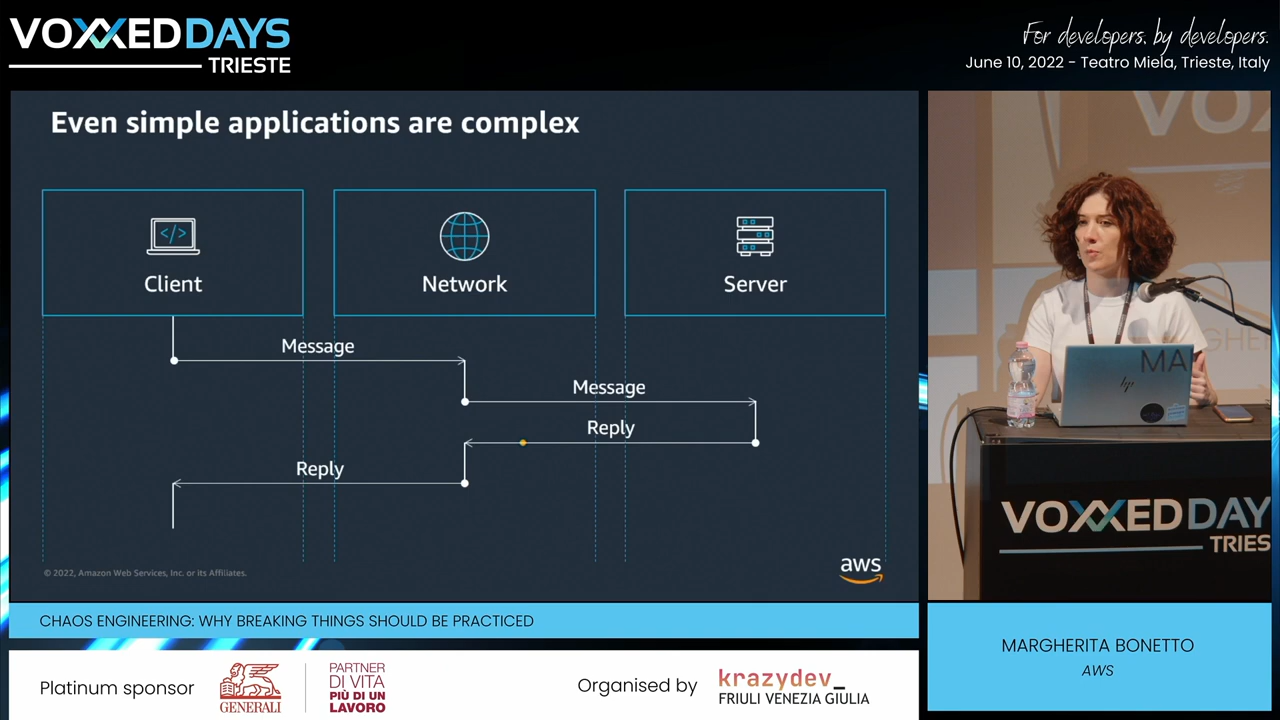 VOXXEDDAYS
TRIESTE
For developers, by developers.
June 10, 2022 - Teatro Miela, Trieste, Italy
Even simple applications are complex
</>
Client
Network
Server
Message
Message
Reply
Reply
© 2022, Amazon Web Services, Inc. or its Affiliates.
aws
VOX
MA
hp
VOXXEDDAY
TRIES
CHAOS ENGINEERING: WHY BREAKING THINGS SHOULD BE PRACTICED
MARGHERITA BONETTO
AWS
Platinum sponsor
GENERALI
PARTNER
DI VITA
PIÙ DI UN
LAVORO
Organised by
krazydev_
FRIULI VENEZIA GIULIA